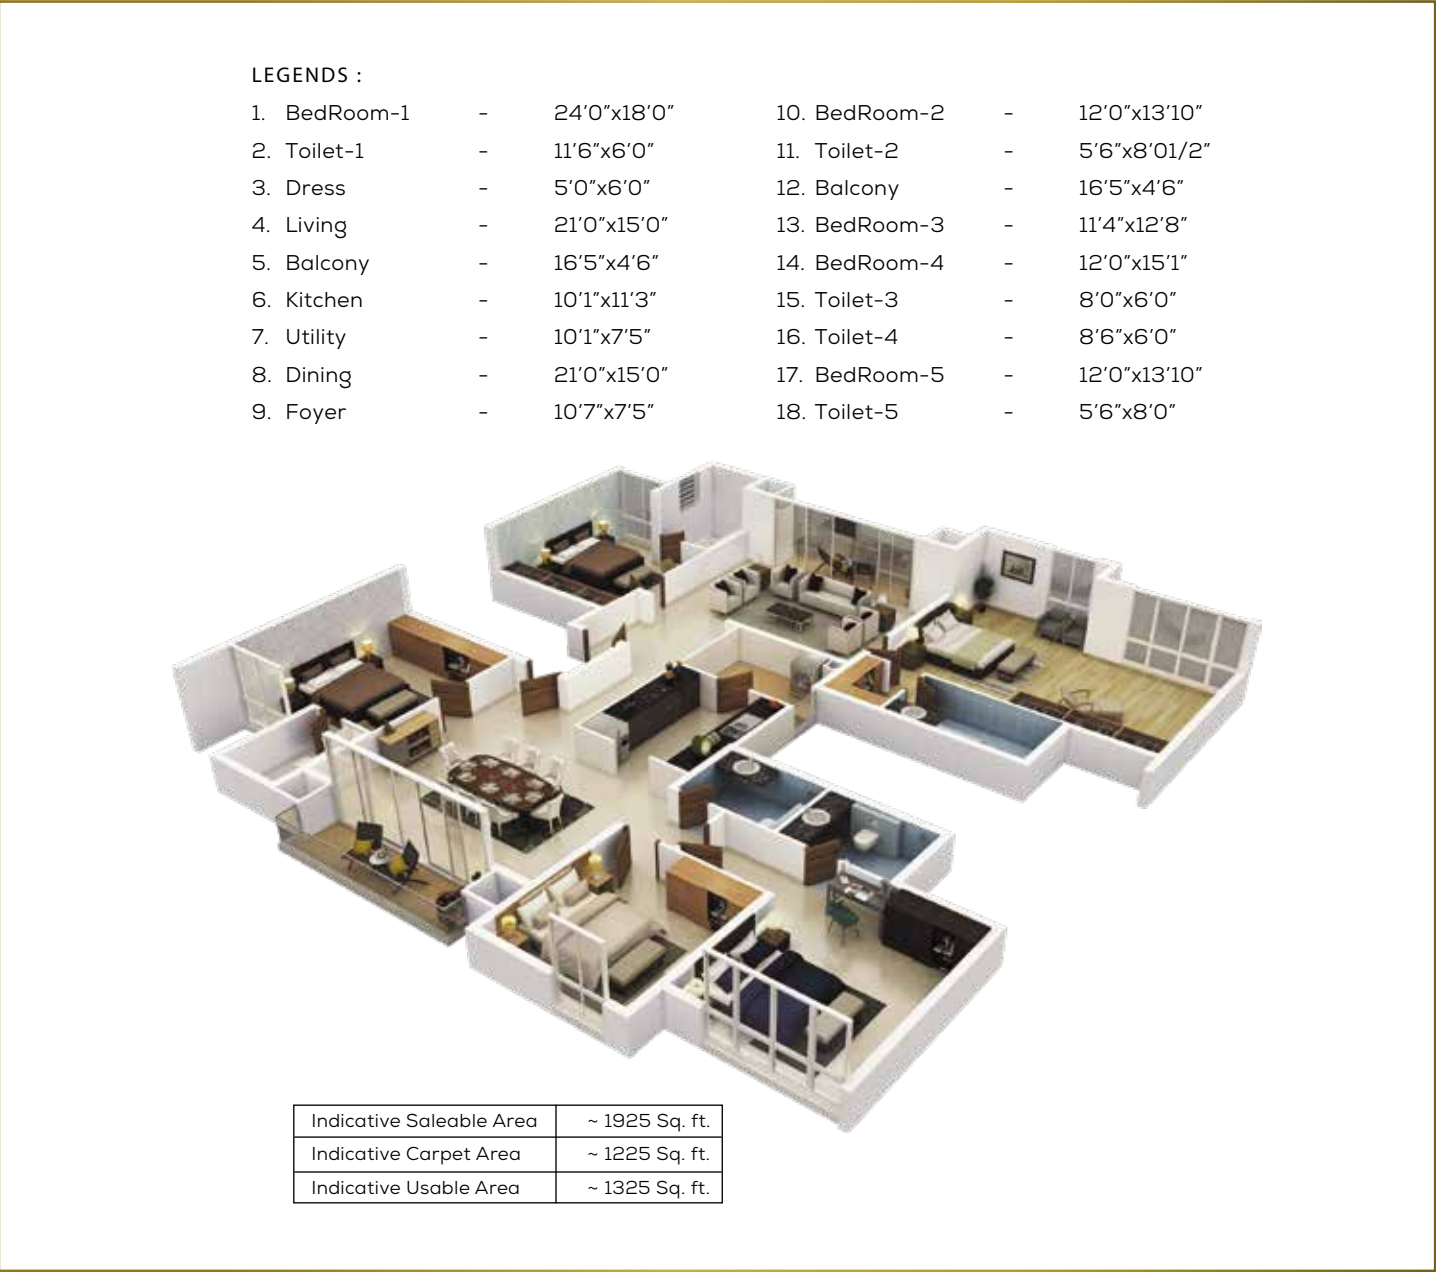 LEGENDS :
1. BedRoom-1 - 24'0"x18'0"
2. Toilet-1 - 11'6"x6'0"
3. Dress - 5'0"x6'0"
4. Living - 21'0"x15'0"
5. Balcony - 16'5"x4'6"
6. Kitchen - 10'1"x11'3"
7. Utility - 10'1"x7'5"
8. Dining - 21'0"x15'0"
9. Foyer - 10'7"x7'5"
10. BedRoom-2 - 12'0"x13'10"
11. Toilet-2 - 5'6"x8'01/2"
12. Balcony - 16'5"x4'6"
13. BedRoom-3 - 11'4"x12'8"
14. BedRoom-4 - 12'0"x15'1"
15. Toilet-3 - 8'0"x6'0"
16. Toilet-4 - 8'6"x6'0"
17. BedRoom-5 - 12'0"x13'10"
18. Toilet-5 - 5'6"x8'0"
Indicative Saleable Area ~ 1925 Sq. ft.
Indicative Carpet Area ~ 1225 Sq. ft.
Indicative Usable Area ~ 1325 Sq. ft.